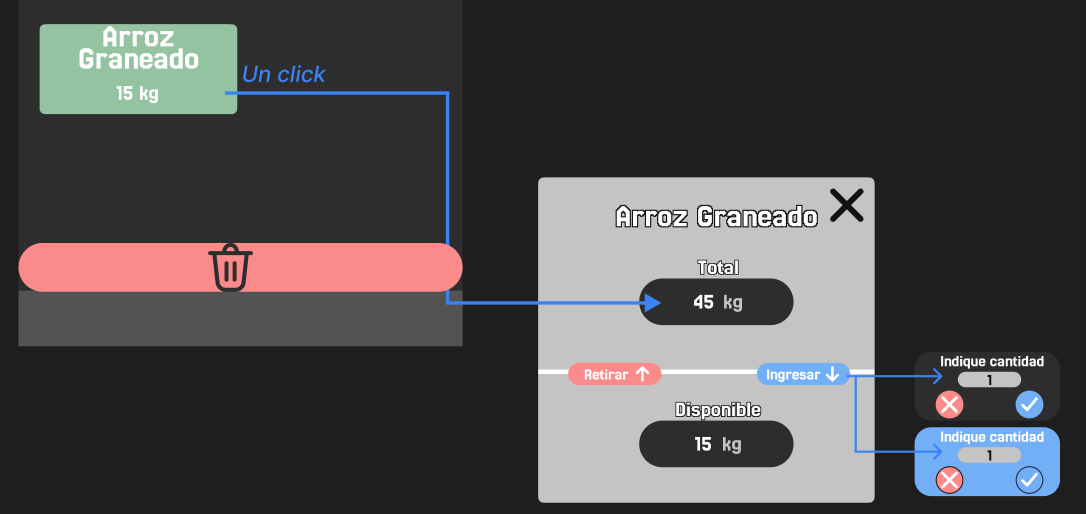 Arroz
Graneado
15 kg
Un click
Arroz Graneado
Total
45 kg
Retirar
Ingresar
Disponible
15 kg
Indique cantidad
1
Indique cantidad
1